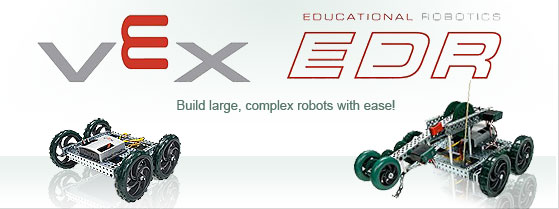 EDUCATIONAL ROBOTICS
VEX EDR
Build large, complex robots with ease!